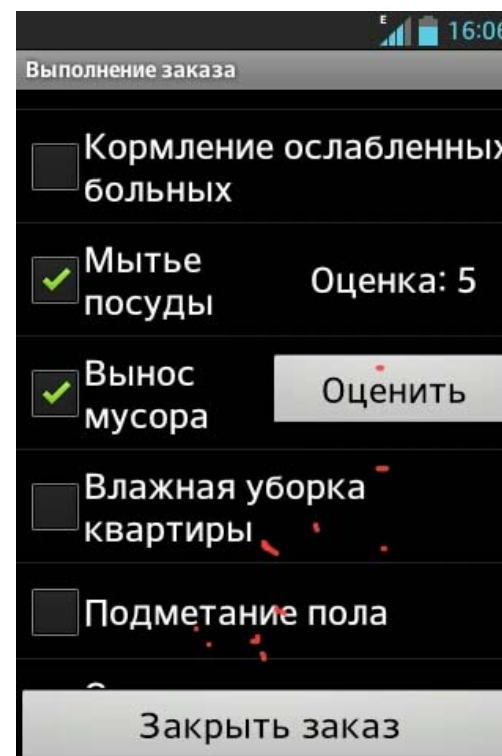 E
16:06
Выполнение заказа
Кормление ослабленных
больных
Мытье
посуды
Оценка: 5
Вынос
мусора
Оценить
Влажная уборка
квартиры
Подметание пола
Закрыть заказ